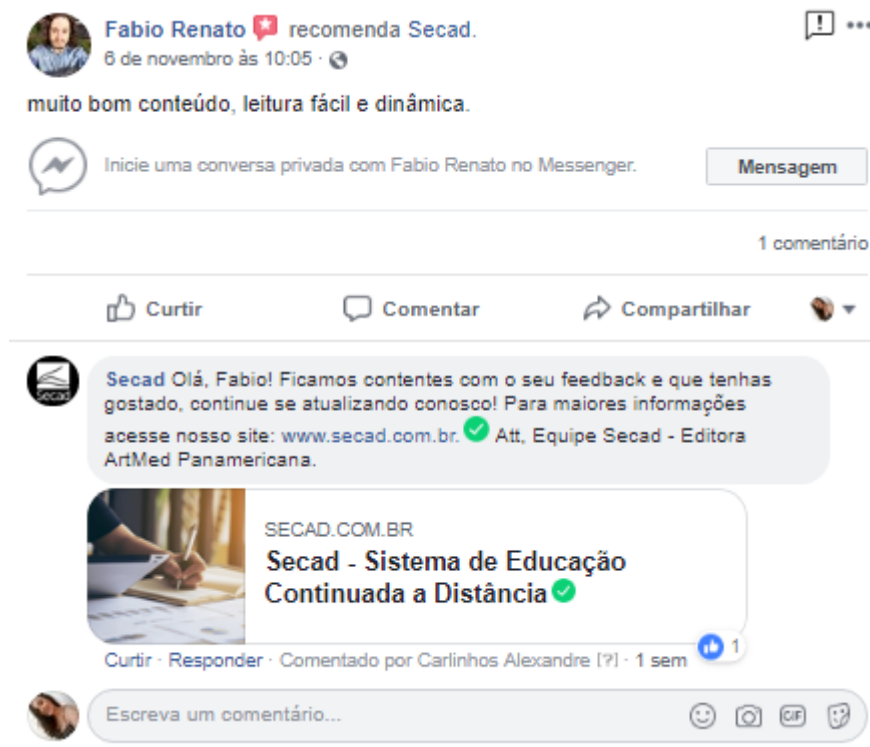 Fabio Renato recomenda Secad.
6 de novembro às 10:05 ·
muito bom conteúdo, leitura fácil e dinâmica.
Inicie uma conversa privada com Fabio Renato no Messenger.
Mensagem
1 comentário
Curtir Comentar Compartilhar
Secad
Secad Olá, Fabio! Ficamos contentes com o seu feedback e que tenhas
gostado, continue se atualizando conosco! Para maiores informações
acesse nosso site: www.secad.com.br. Att, Equipe Secad - Editora
ArtMed Panamericana.
SECAD.COM.BR
Secad - Sistema de Educação
Continuada a Distância
1
Curtir · Responder · Comentado por Carlinhos Alexandre [?] · 1 sem
Escreva um comentário...
GIF